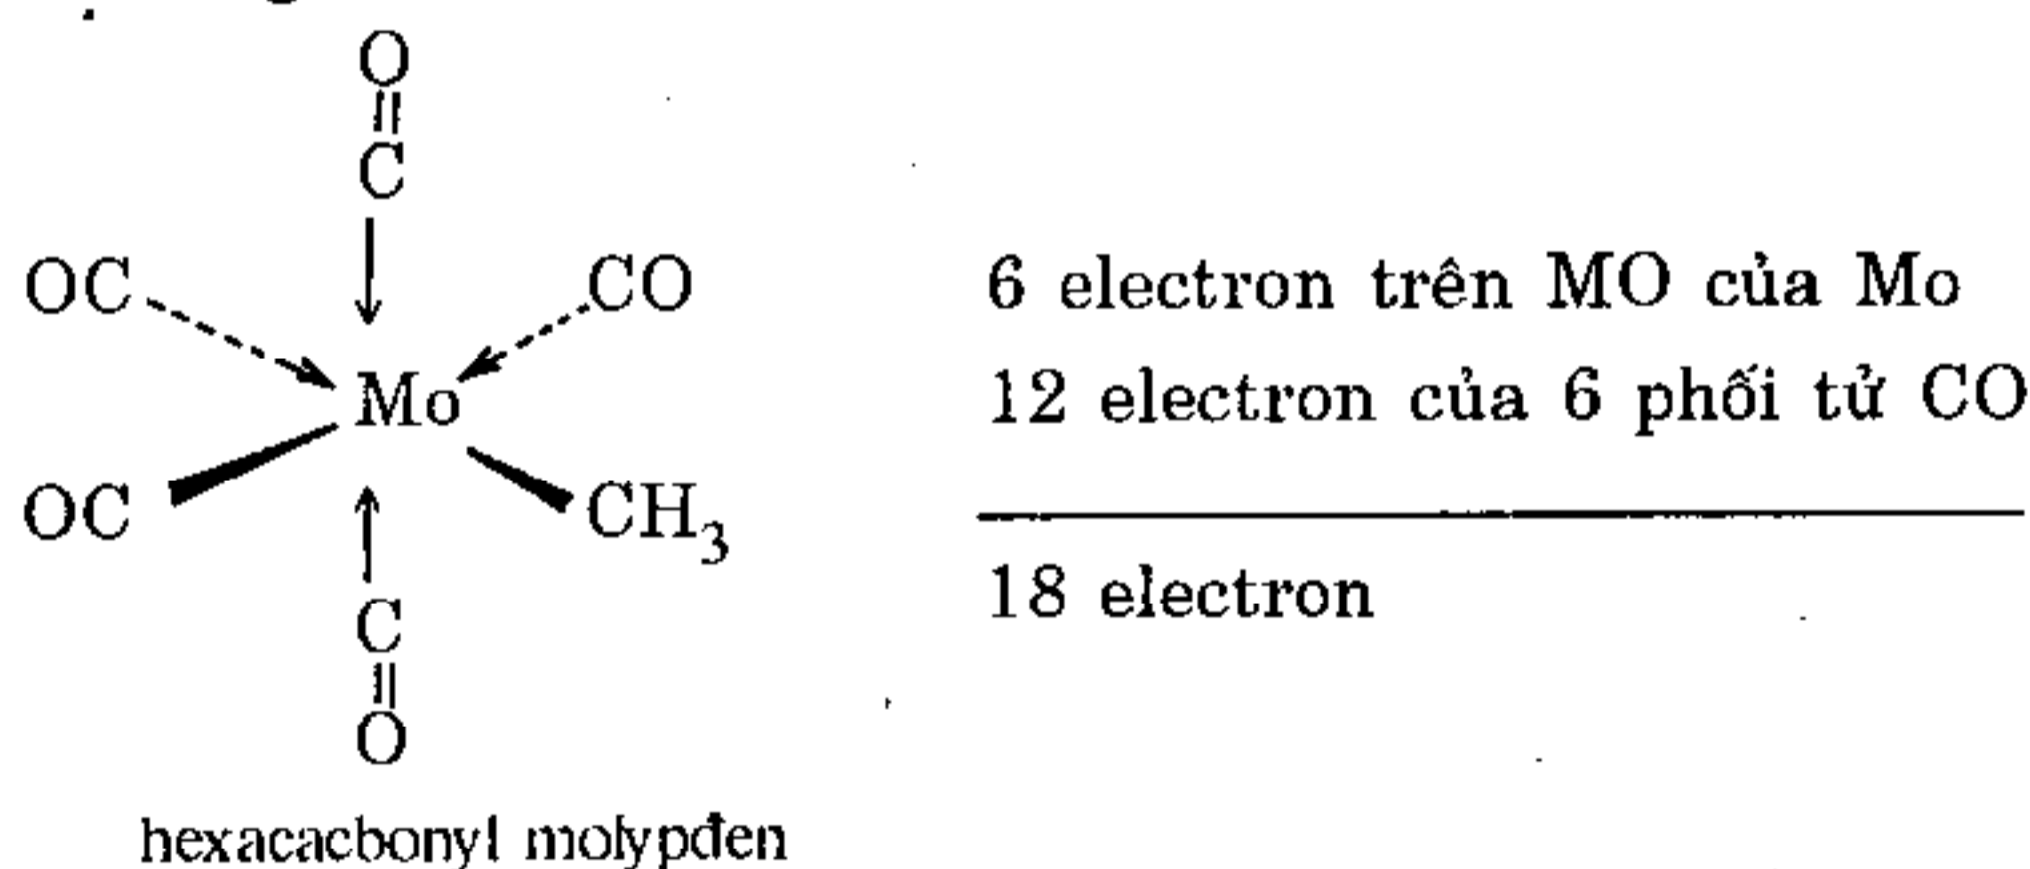 O
C
OC CO
Mo
OC CH₃
C
O
hexacacbonyl molypđen
6 electron trên MO của Mo
12 electron của 6 phối tử CO
18 electron